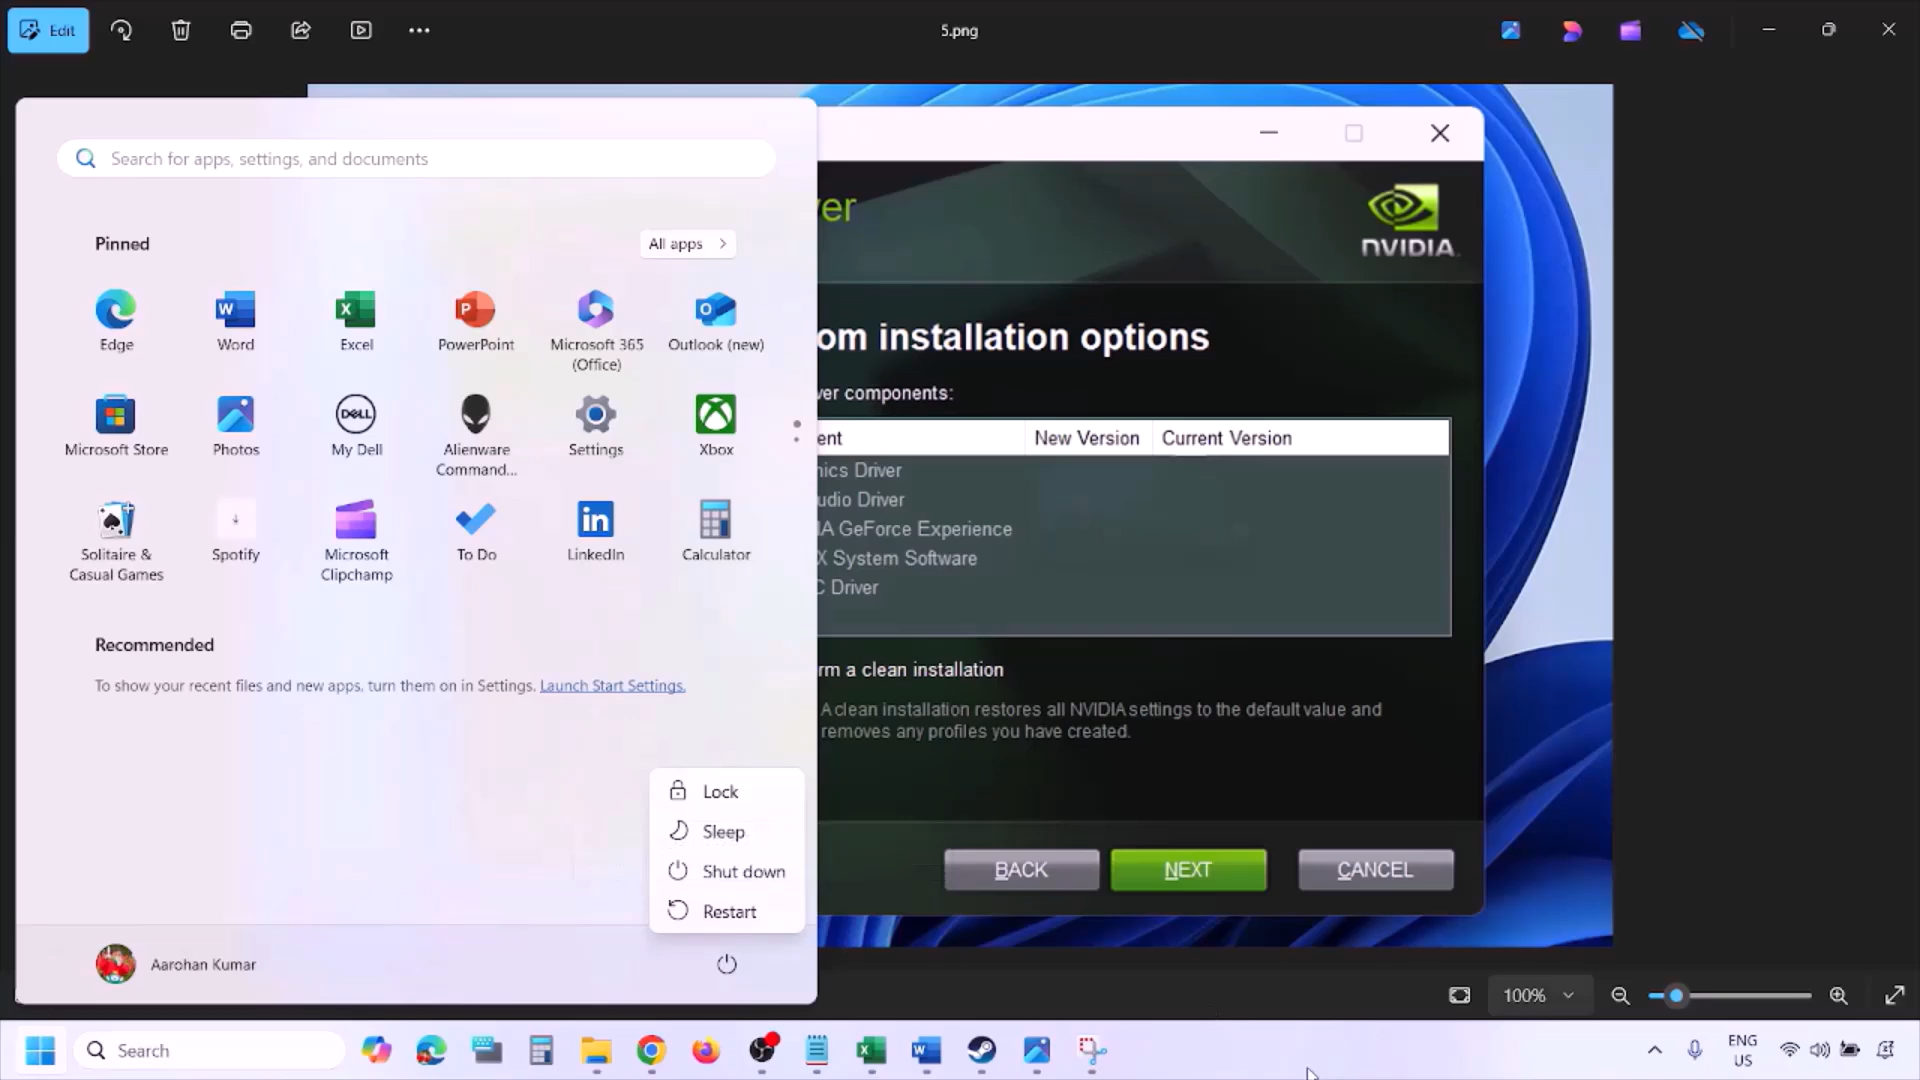 Edit
5.png
Search for apps, settings, and documents
Pinned
All apps
Edge
Word
Excel
PowerPoint
Microsoft 365
(Office)
Outlook (new)
Microsoft Store
Photos
My Dell
Alienware
Command...
Settings
Xbox
Solitaire &
Casual Games
Spotify
Microsoft
Clipchamp
To Do
LinkedIn
Calculator
Recommended
To show your recent files and new apps, turn them on in Settings. Launch Start Settings.
Lock
Sleep
Shut down
Restart
Aarohan Kumar
ver
NVIDIA
om installation options
ver components:
ent
New Version
Current Version
nics Driver
udio Driver
IA GeForce Experience
X System Software
C Driver
rm a clean installation
A clean installation restores all NVIDIA settings to the default value and
removes any profiles you have created.
BACK
NEXT
CANCEL
100%
Search
ENG
US